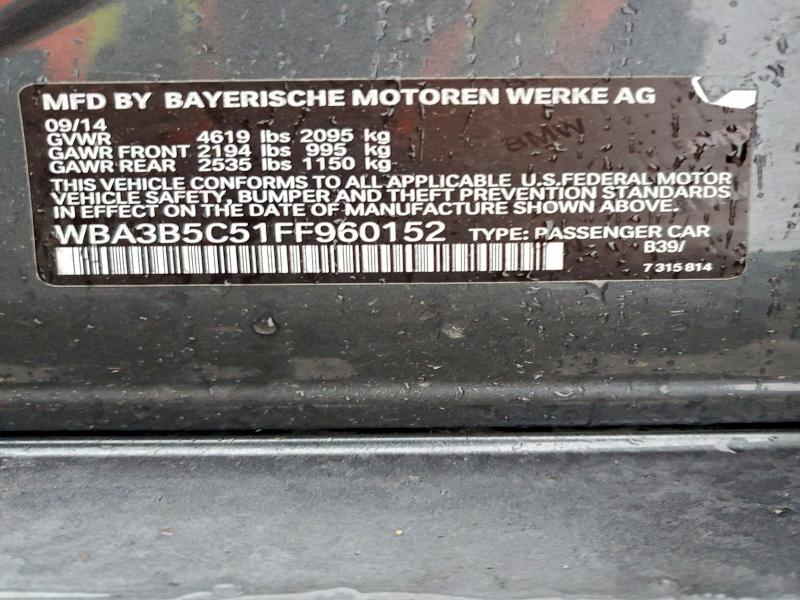 MFD BY BAYERISCHE MOTOREN WERKE AG
09/14
GVWR 4619 lbs 2095 kg
GAWR FRONT 2194 lbs 995 kg
GAWR REAR 2535 lbs 1150 kg
THIS VEHICLE CONFORMS TO ALL APPLICABLE U.S.FEDERAL MOTOR
VEHICLE SAFETY, BUMPER AND THEFT PREVENTION STANDARDS
IN EFFECT ON THE DATE OF MANUFACTURE SHOWN ABOVE.
WBA3B5C51FF960152 TYPE: PASSENGER CAR
B39/
7 315 814
BMW